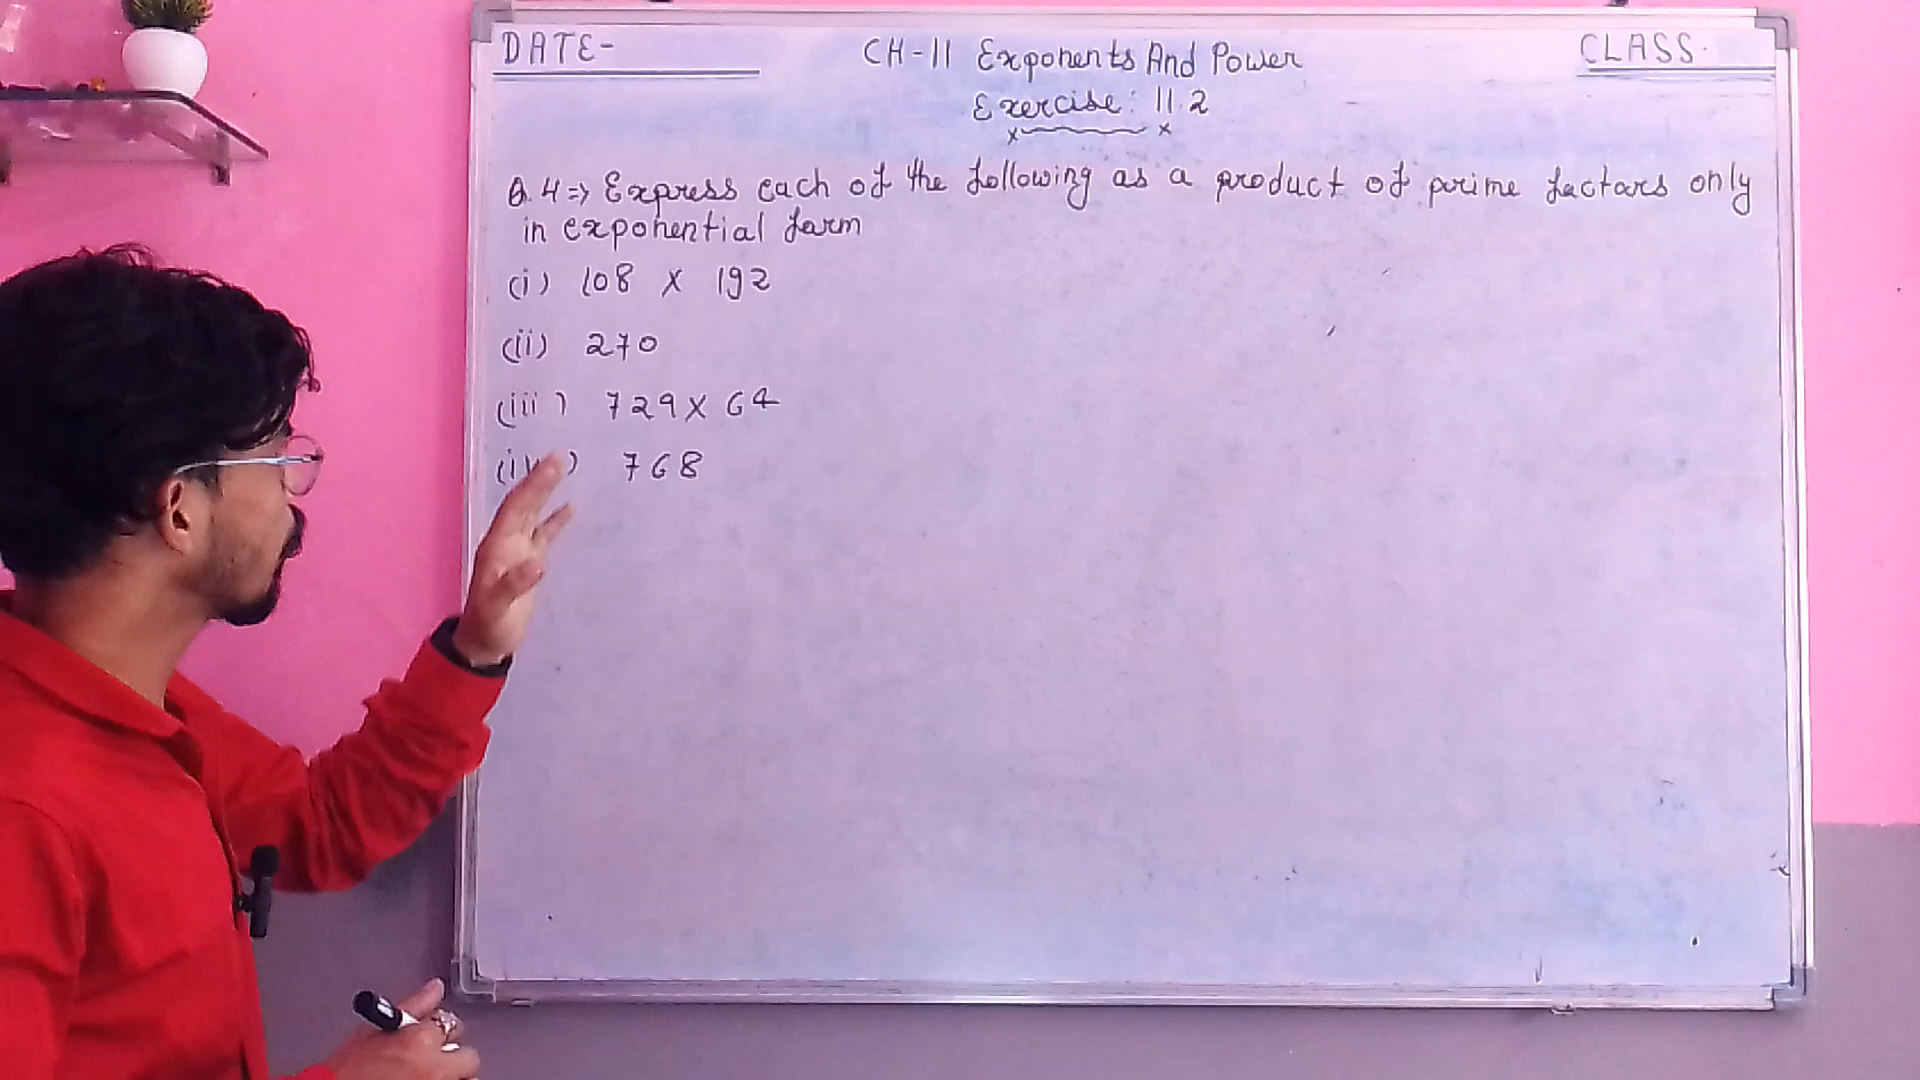 DATE-
CH-11 Exponents And Power
CLASS.
Exercise: 11.2
Q.4=> Express each of the following as a product of prime factors only
in exponential form
(i) 108 x 192
(ii) 270
(iii) 729 x 64
(iv) 768